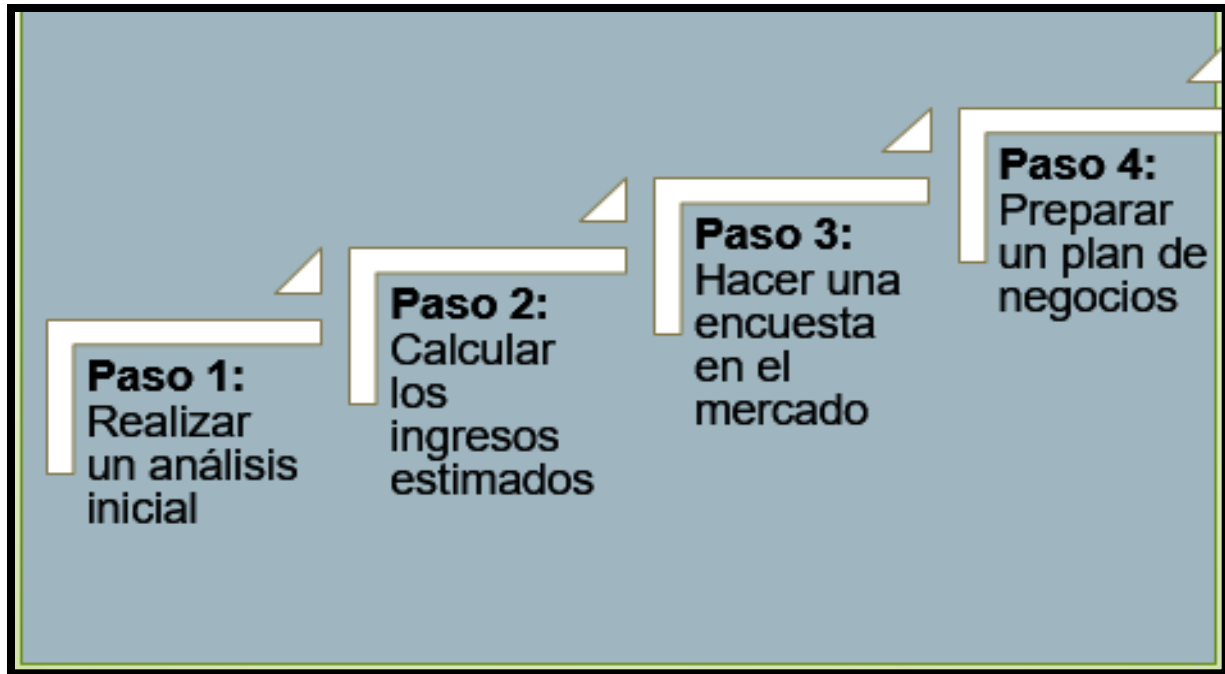 Paso 1:
Realizar
un análisis
inicial
Paso 2:
Calcular
los
ingresos
estimados
Paso 3:
Hacer una
encuesta
en el
mercado
Paso 4:
Preparar
un plan de
negocios